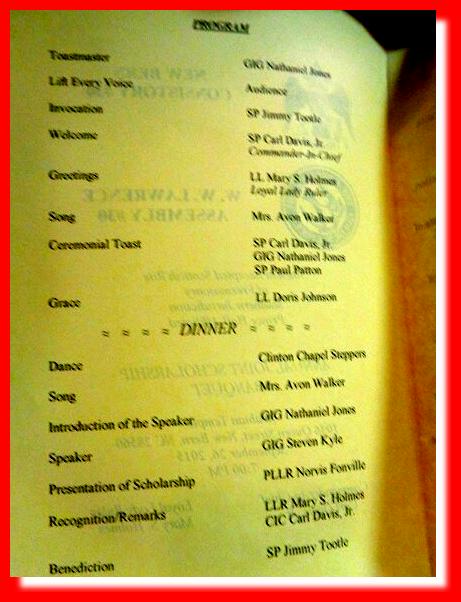 PROGRAM
Toastmaster GIG Nathaniel Jones
Lift Every Voice Audience
Invocation SP Jimmy Tootle
Welcome SP Carl Davis, Jr.
Commander-In-Chief
Greetings LL Mary S. Holmes
Loyal Lady Ruler
Song Mrs. Avon Walker
Ceremonial Toast SP Carl Davis, Jr.
GIG Nathaniel Jones
SP Paul Patton
Grace LL Doris Johnson
≈ ≈ ≈ ≈ DINNER ≈ ≈ ≈ ≈
Dance Clinton Chapel Steppers
Song Mrs. Avon Walker
Introduction of the Speaker GIG Nathaniel Jones
Speaker GIG Steven Kyle
Presentation of Scholarship PLLR Norvis Fonville
Recognition/Remarks LLR Mary S. Holmes
CIC Carl Davis, Jr.
Benediction SP Jimmy Tootle